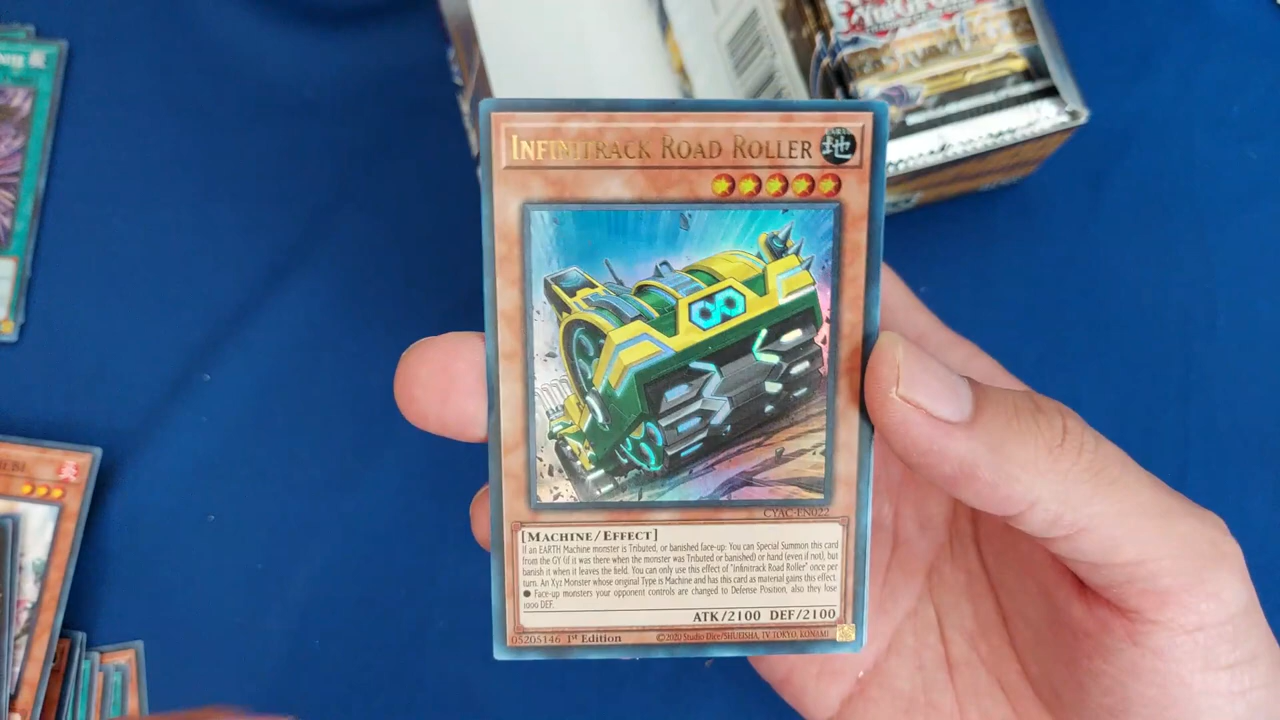 INFINITRACK ROAD ROLLER
EARTH
地
CYAC-EN022
[MACHINE/EFFECT]
If an EARTH Machine monster is Tributed, or banished face-up: You can Special Summon this card
from the GY (if it was there when the monster was Tributed or banished) or hand (even if not), but
banish it when it leaves the field. You can only use this effect of "Infinitrack Road Roller" once per
turn. An Xyz Monster whose original Type is Machine and has this card as material gains this effect.
● Face-up monsters your opponent controls are changed to Defense Position, also they lose
1000 DEF.
ATK/2100 DEF/2100
05205146 1st Edition
©2020 Studio Dice/SHUEISHA, TV TOKYO, KONAMI
炎